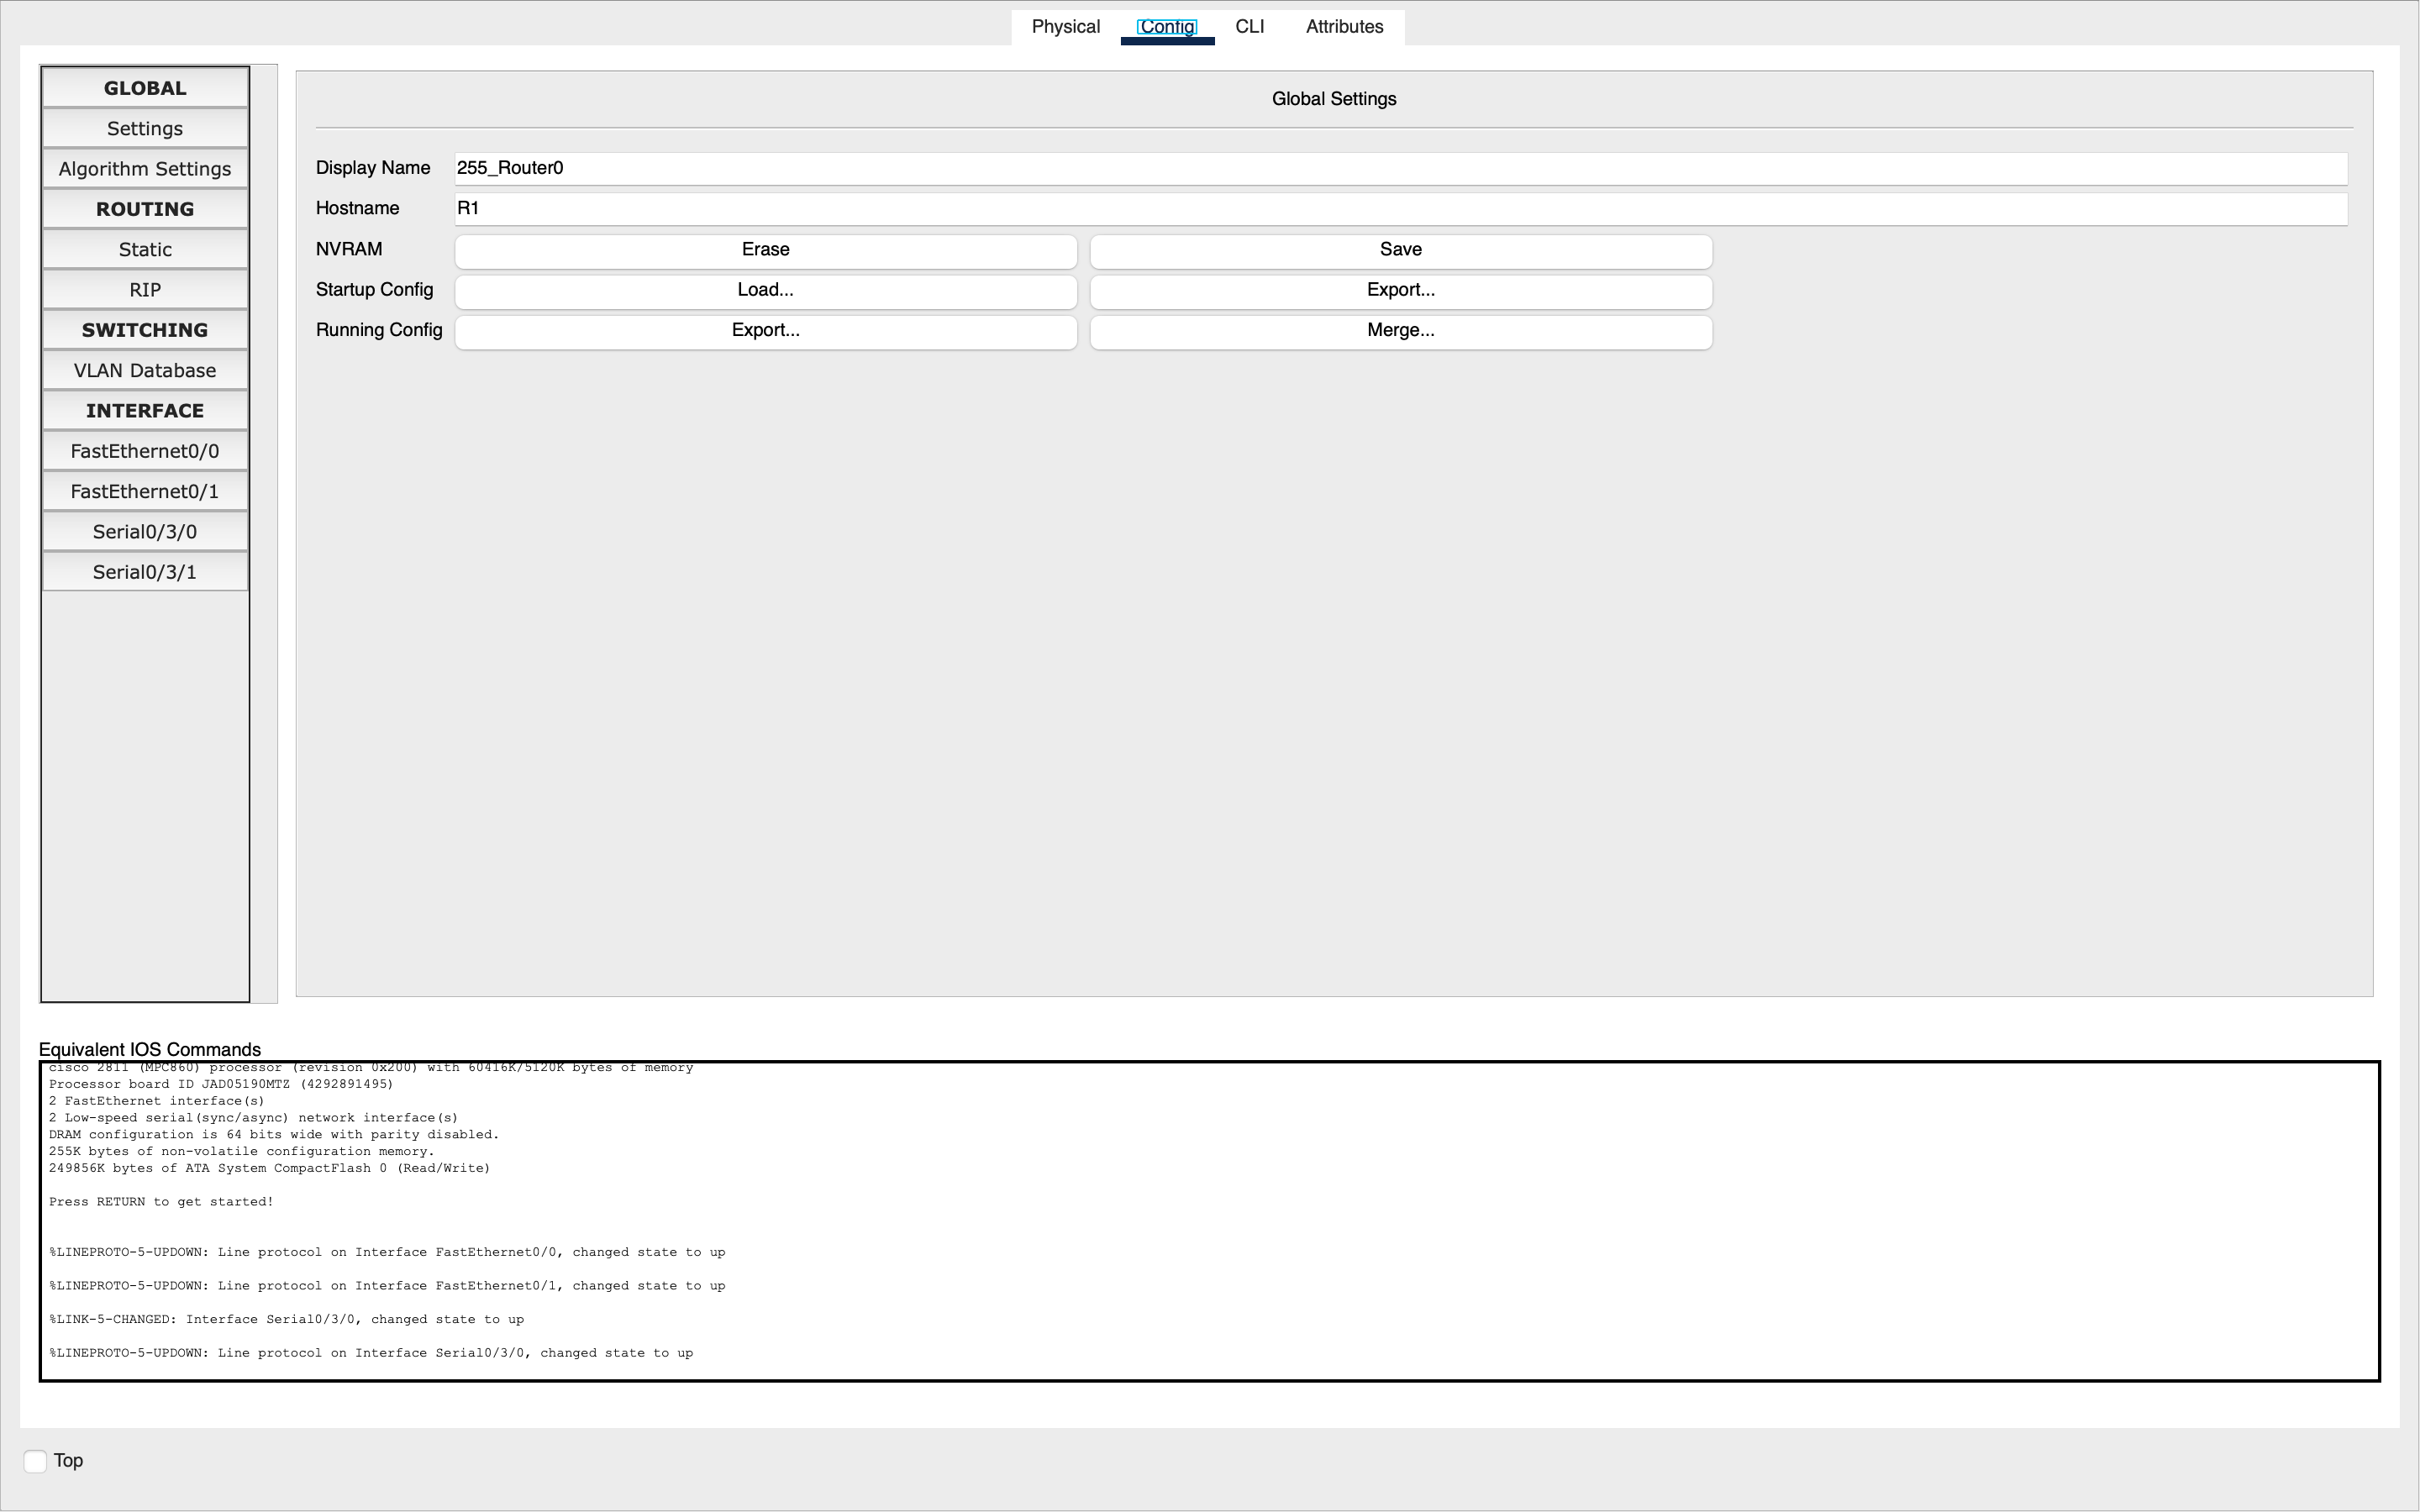 Physical Config CLI Attributes
GLOBAL
Settings
Algorithm Settings
ROUTING
Static
RIP
SWITCHING
VLAN Database
INTERFACE
FastEthernet0/0
FastEthernet0/1
Serial0/3/0
Serial0/3/1
Global Settings
Display Name 255_Router0
Hostname R1
NVRAM Erase Save
Startup Config Load... Export...
Running Config Export... Merge...
Equivalent IOS Commands
cisco 2811 (MPC860) processor (revision 0x200) with 60416K/5120K bytes of memory
Processor board ID JAD05190MTZ (4292891495)
2 FastEthernet interface(s)
2 Low-speed serial(sync/async) network interface(s)
DRAM configuration is 64 bits wide with parity disabled.
255K bytes of non-volatile configuration memory.
249856K bytes of ATA System CompactFlash 0 (Read/Write)
Press RETURN to get started!
%LINEPROTO-5-UPDOWN: Line protocol on Interface FastEthernet0/0, changed state to up
%LINEPROTO-5-UPDOWN: Line protocol on Interface FastEthernet0/1, changed state to up
%LINK-5-CHANGED: Interface Serial0/3/0, changed state to up
%LINEPROTO-5-UPDOWN: Line protocol on Interface Serial0/3/0, changed state to up
Top